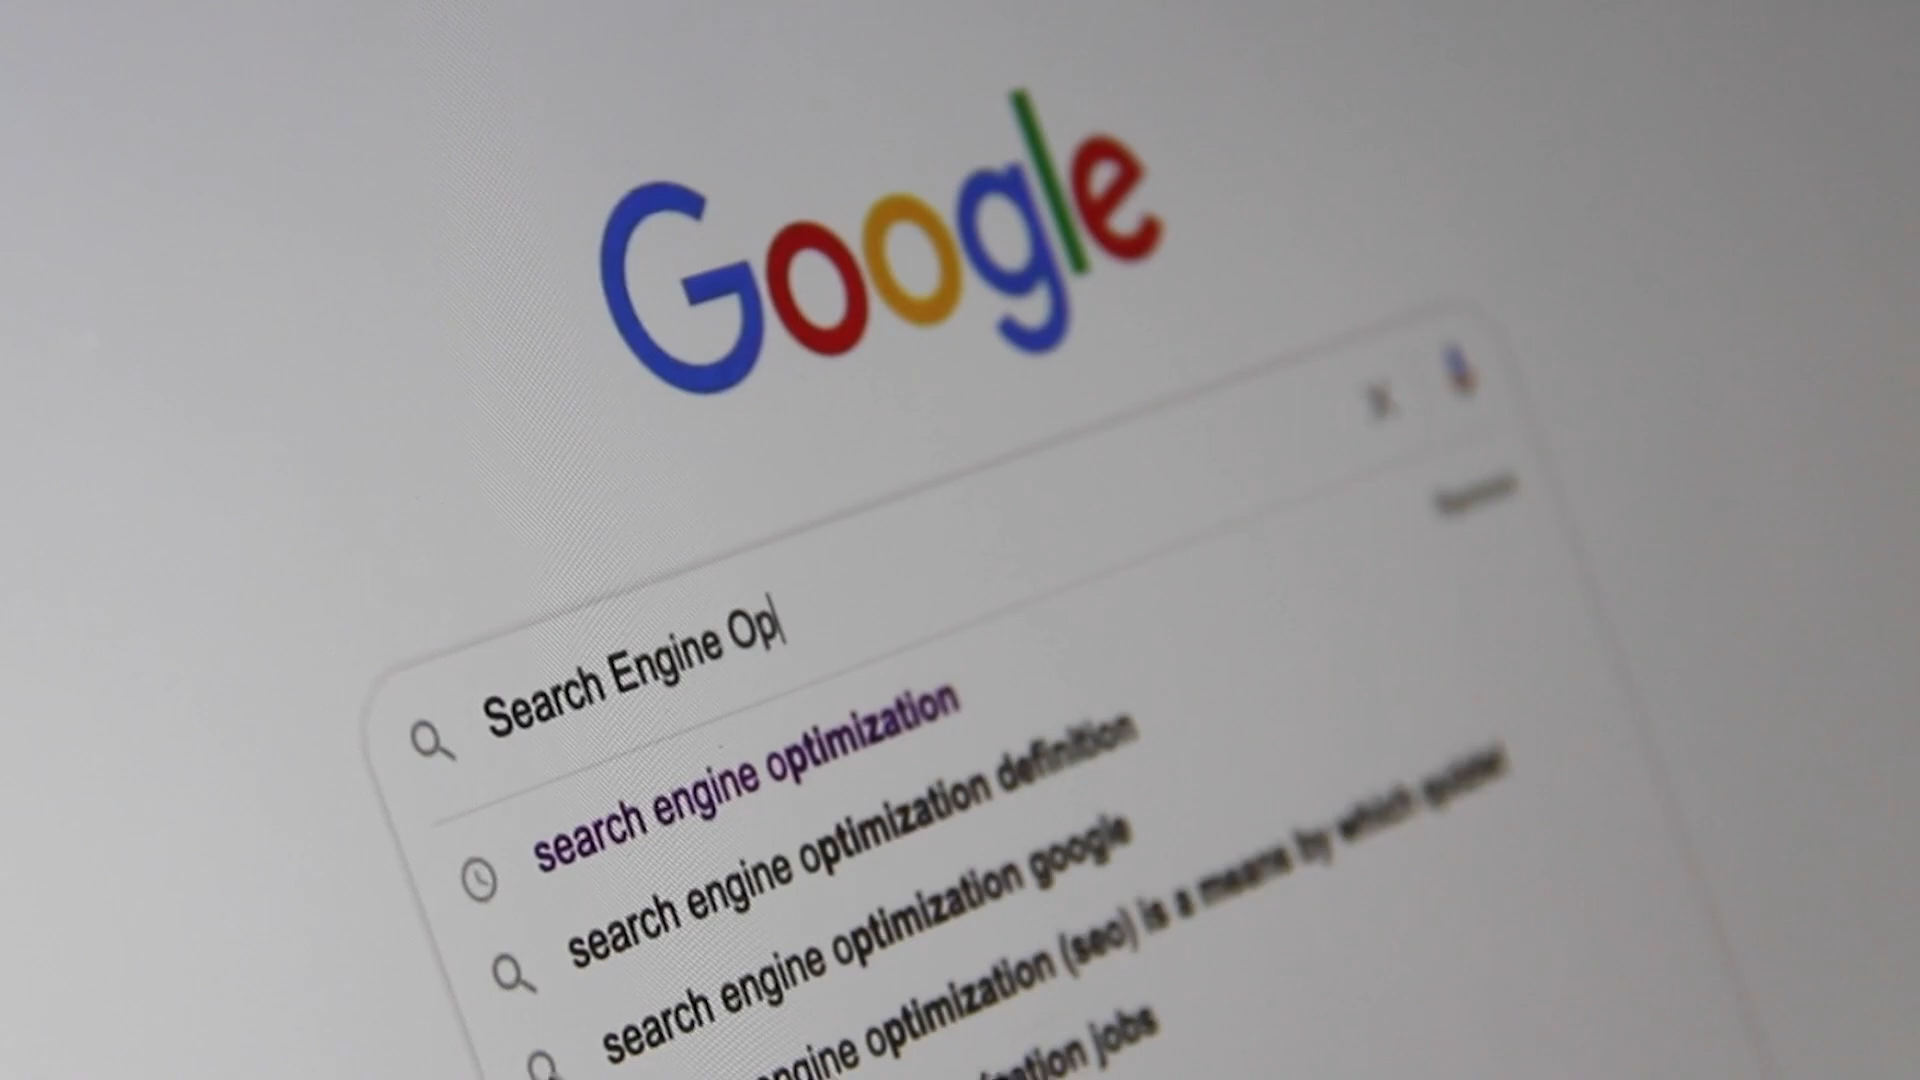 Google
Search Engine Op
search engine optimization
search engine optimization definition
search engine optimization google
engine optimization (seo) is a means by which
jobs